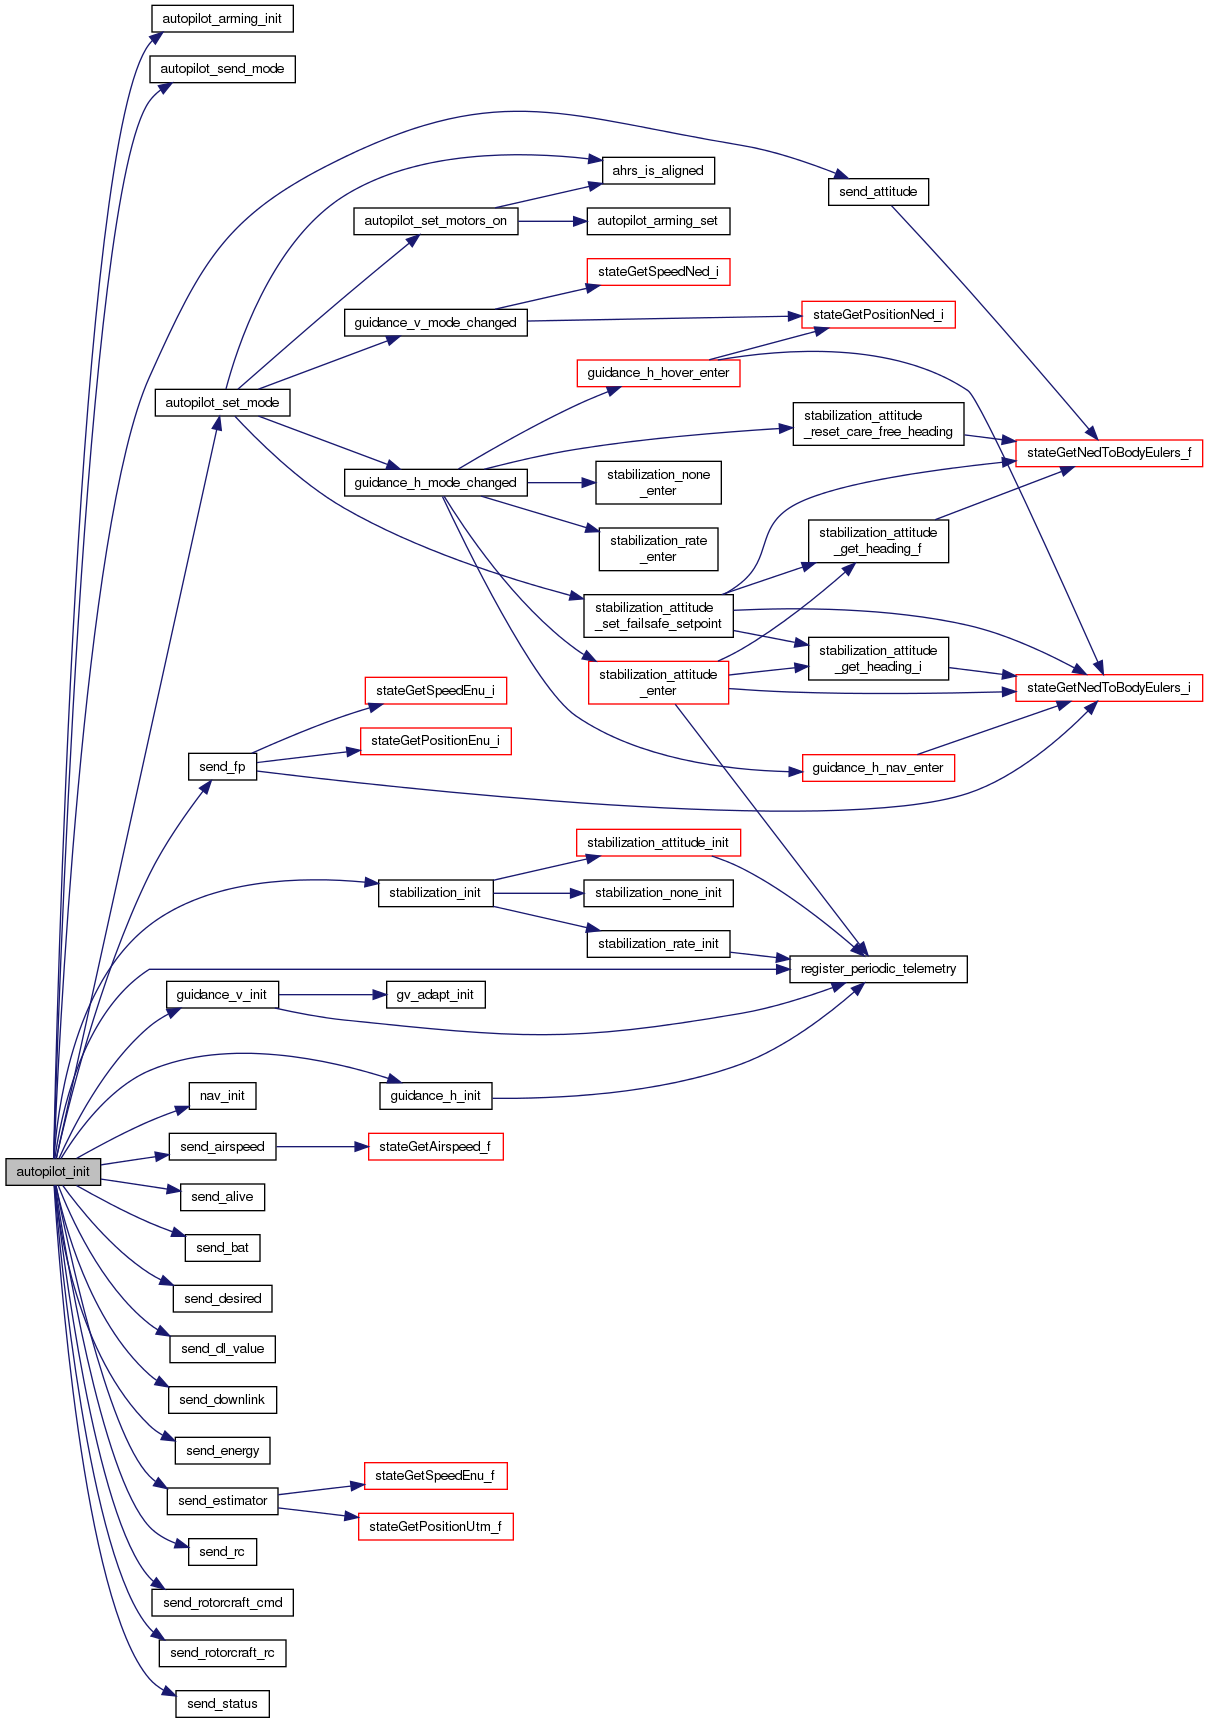 autopilot_arming_init
autopilot_send_mode
ahrs_is_aligned
send_attitude
autopilot_set_motors_on
autopilot_arming_set
stateGetSpeedNed_i
stateGetPositionNed_i
guidance_v_mode_changed
guidance_h_hover_enter
autopilot_set_mode
stabilization_attitude
_reset_care_free_heading
stateGetNedToBodyEulers_f
guidance_h_mode_changed
stabilization_none
_enter
stabilization_rate
_enter
stabilization_attitude
_get_heading_f
stabilization_attitude
_set_failsafe_setpoint
stabilization_attitude
_get_heading_i
stabilization_attitude
_enter
stateGetNedToBodyEulers_i
stateGetSpeedEnu_i
stateGetPositionEnu_i
send_fp
guidance_h_nav_enter
stabilization_attitude_init
stabilization_init
stabilization_none_init
stabilization_rate_init
register_periodic_telemetry
guidance_v_init
gv_adapt_init
nav_init
guidance_h_init
send_airspeed
stateGetAirspeed_f
autopilot_init
send_alive
send_bat
send_desired
send_dl_value
send_downlink
send_energy
stateGetSpeedEnu_f
send_estimator
stateGetPositionUtm_f
send_rc
send_rotorcraft_cmd
send_rotorcraft_rc
send_status